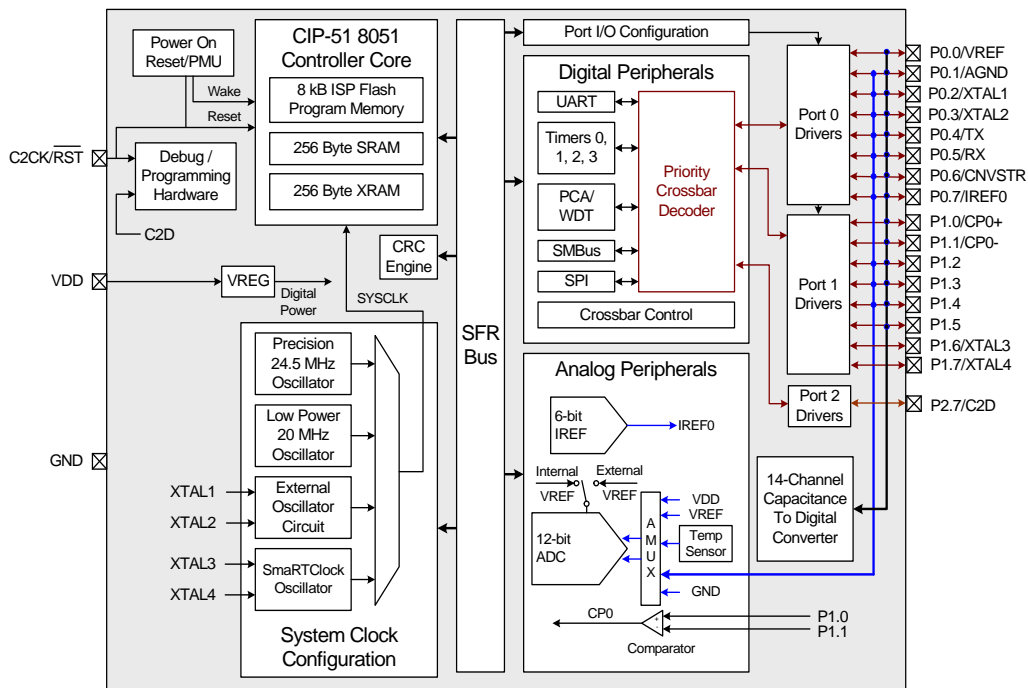 Power On
Reset/PMU
Wake
Reset
C2CK/RST
Debug /
Programming
Hardware
C2D
VDD
VREG
Digital
Power
GND
CIP-51 8051
Controller Core
8 kB ISP Flash
Program Memory
256 Byte SRAM
256 Byte XRAM
CRC
Engine
SYSCLK
Precision
24.5 MHz
Oscillator
Low Power
20 MHz
Oscillator
XTAL1
XTAL2
External
Oscillator
Circuit
XTAL3
XTAL4
SmaRTClock
Oscillator
System Clock
Configuration
SFR
Bus
Port I/O Configuration
Digital Peripherals
UART
Timers 0,
1, 2, 3
PCA/
WDT
SMBus
SPI
Priority
Crossbar
Decoder
Crossbar Control
Analog Peripherals
6-bit
IREF
IREF0
Internal
VREF
External
VREF
12-bit
ADC
A
M
U
X
VDD
VREF
Temp
Sensor
GND
CP0
+
-
Comparator
P1.0
P1.1
Port 0
Drivers
Port 1
Drivers
Port 2
Drivers
14-Channel
Capacitance
To Digital
Converter
P0.0/VREF
P0.1/AGND
P0.2/XTAL1
P0.3/XTAL2
P0.4/TX
P0.5/RX
P0.6/CNVSTR
P0.7/IREF0
P1.0/CP0+
P1.1/CP0-
P1.2
P1.3
P1.4
P1.5
P1.6/XTAL3
P1.7/XTAL4
P2.7/C2D